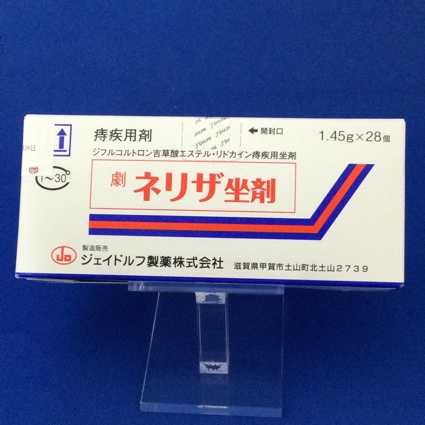 痔疾用剤
←開封口
1.45g×28個
ジフルコルトロン吉草酸エステル・リドカイン痔疾用坐剤
1~30°
劇 ネリザ坐剤
JD
製造販売
ジェイドルフ製薬株式会社
滋賀県甲賀市土山町北土山2739